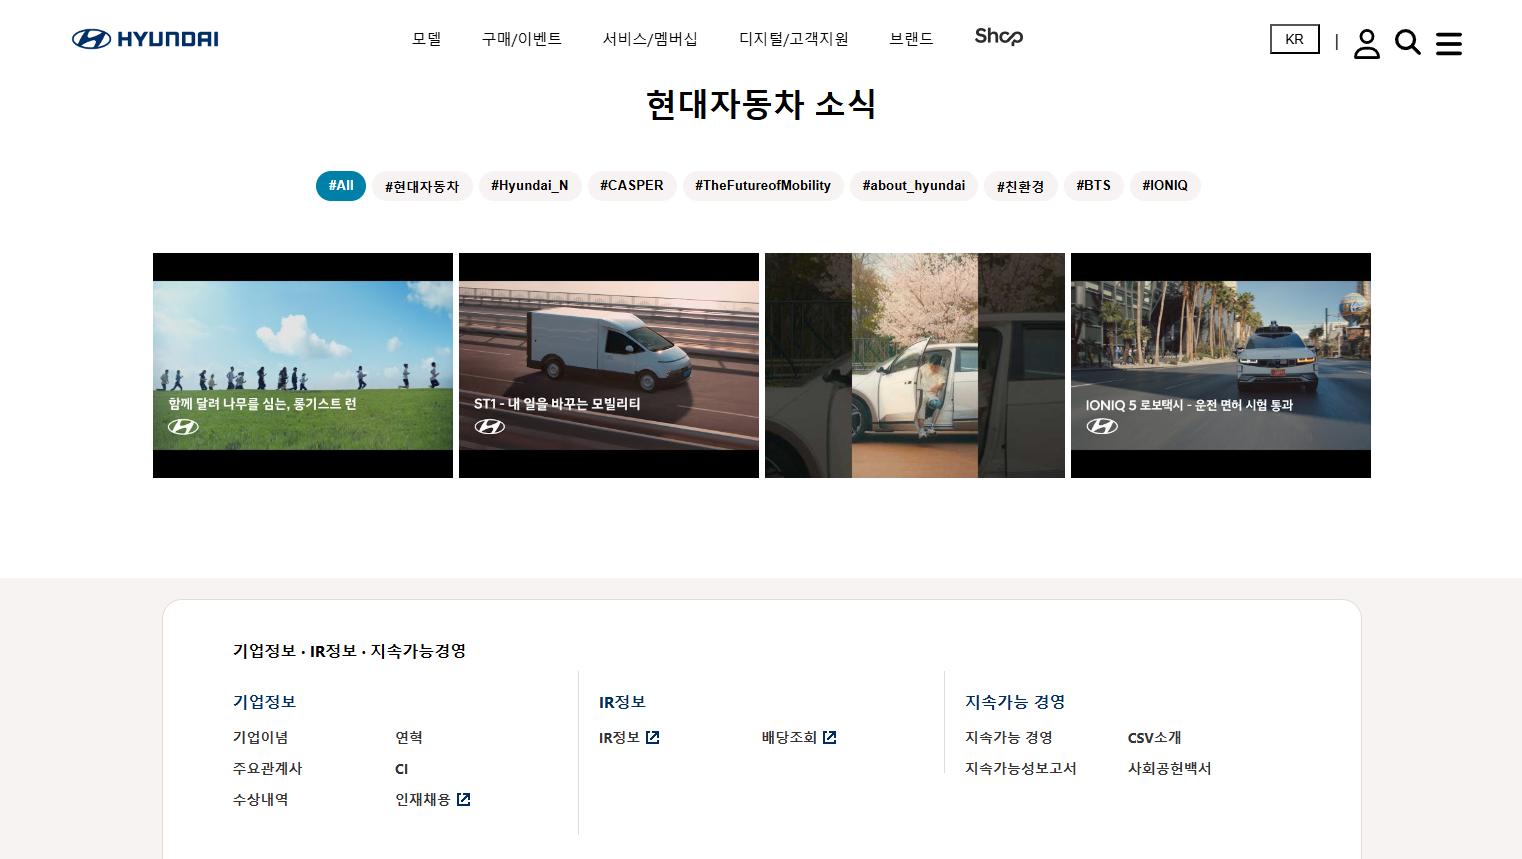 HYUNDAI
모델
구매/이벤트
서비스/멤버십
디지털/고객지원
브랜드
Shop
KR
|
현대자동차 소식
#All
#현대자동차
#Hyundai_N
#CASPER
#TheFutureofMobility
#about_hyundai
#친환경
#BTS
#IONIQ
함께 달려 나무를 심는, 롱기스트 런
ST1 - 내 일을 바꾸는 모빌리티
IONIQ 5 로보택시 - 운전 면허 시험 통과
기업정보 · IR정보 · 지속가능경영
기업정보
기업이념
연혁
주요관계사
CI
수상내역
인재채용
IR정보
IR정보
배당조회
지속가능 경영
지속가능 경영
CSV소개
지속가능성보고서
사회공헌백서